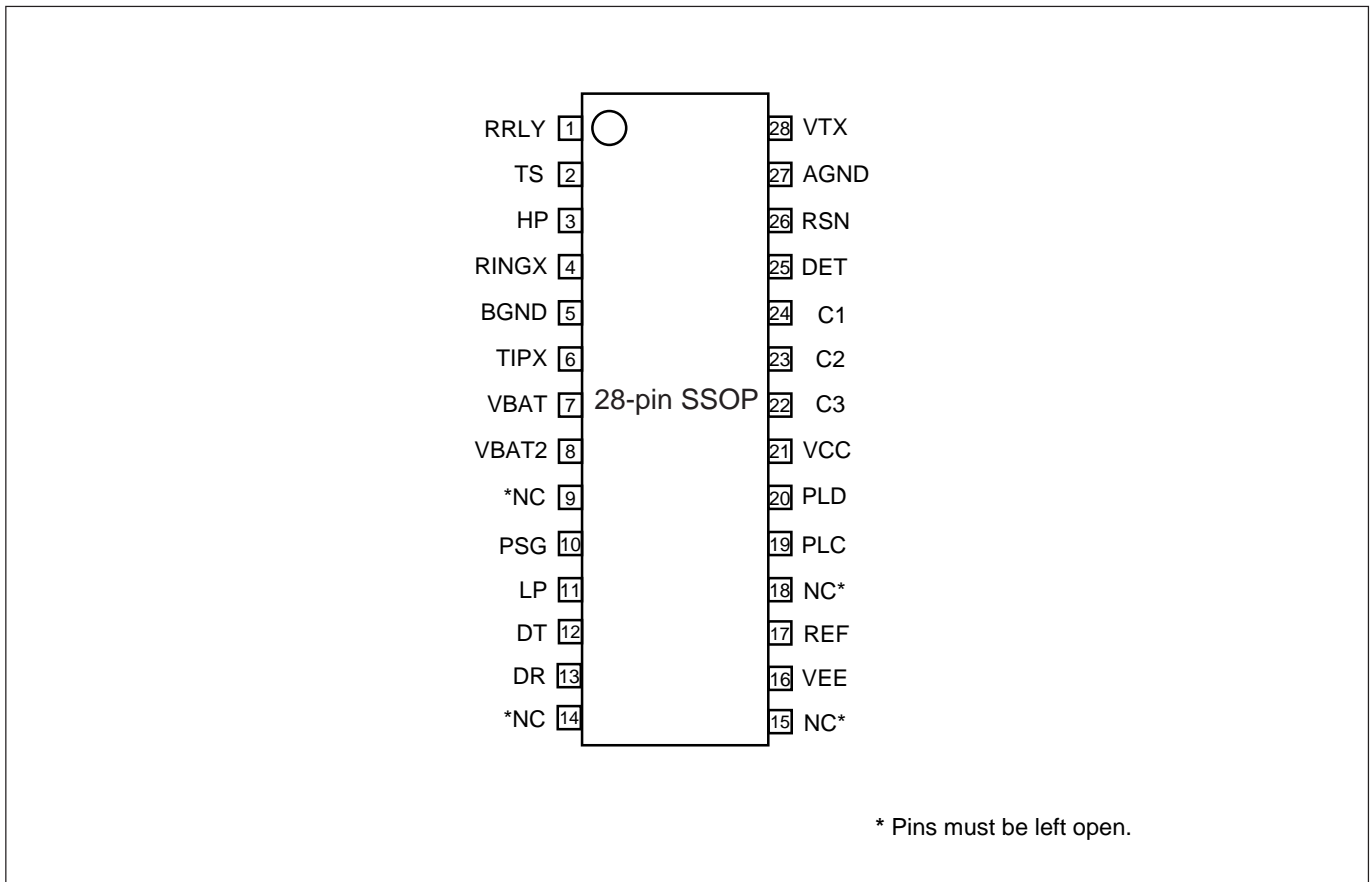 RRLY 1
TS 2
HP 3
RINGX 4
BGND 5
TIPX 6
VBAT 7
VBAT2 8
*NC 9
PSG 10
LP 11
DT 12
DR 13
*NC 14
28-pin SSOP
28 VTX
27 AGND
26 RSN
25 DET
24 C1
23 C2
22 C3
21 VCC
20 PLD
19 PLC
18 NC*
17 REF
16 VEE
15 NC*
* Pins must be left open.